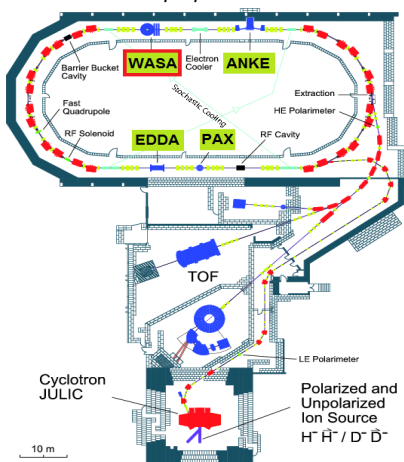 Barrier Bucket
Cavity
WASA
Electron
Cooler
ANKE
Stochastic Cooling
Extraction
HE Polarimeter
Fast
Quadrupole
RF Solenoid
EDDA
PAX
RF Cavity
TOF
LE Polarimeter
Cyclotron
JULIC
Polarized and
Unpolarized
Ion Source
H⁻ H⃗⁻ / D⁻ D⃗⁻
10 m